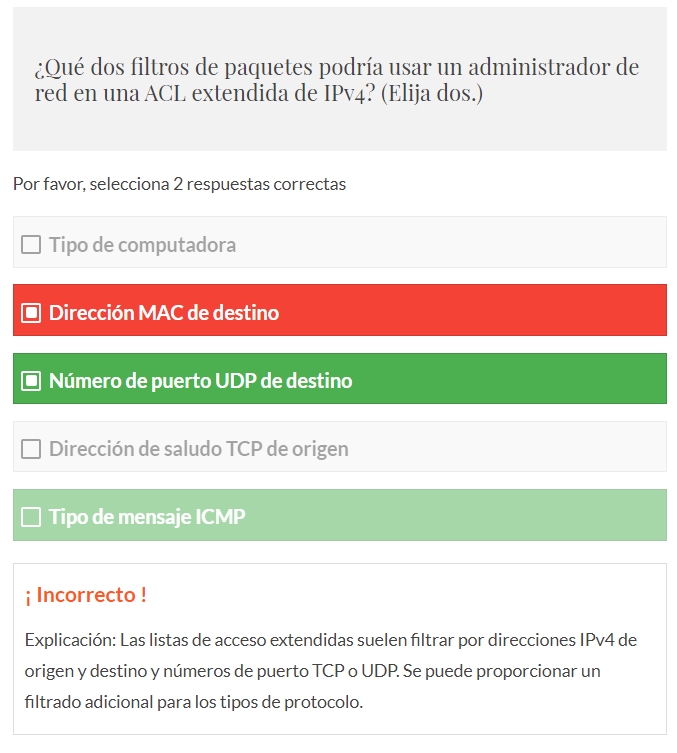 ¿Qué dos filtros de paquetes podría usar un administrador de
red en una ACL extendida de IPv4? (Elija dos.)
Por favor, selecciona 2 respuestas correctas
Tipo de computadora
Dirección MAC de destino
Número de puerto UDP de destino
Dirección de saludo TCP de origen
Tipo de mensaje ICMP
¡ Incorrecto !
Explicación: Las listas de acceso extendidas suelen filtrar por direcciones IPv4 de
origen y destino y números de puerto TCP o UDP. Se puede proporcionar un
filtrado adicional para los tipos de protocolo.